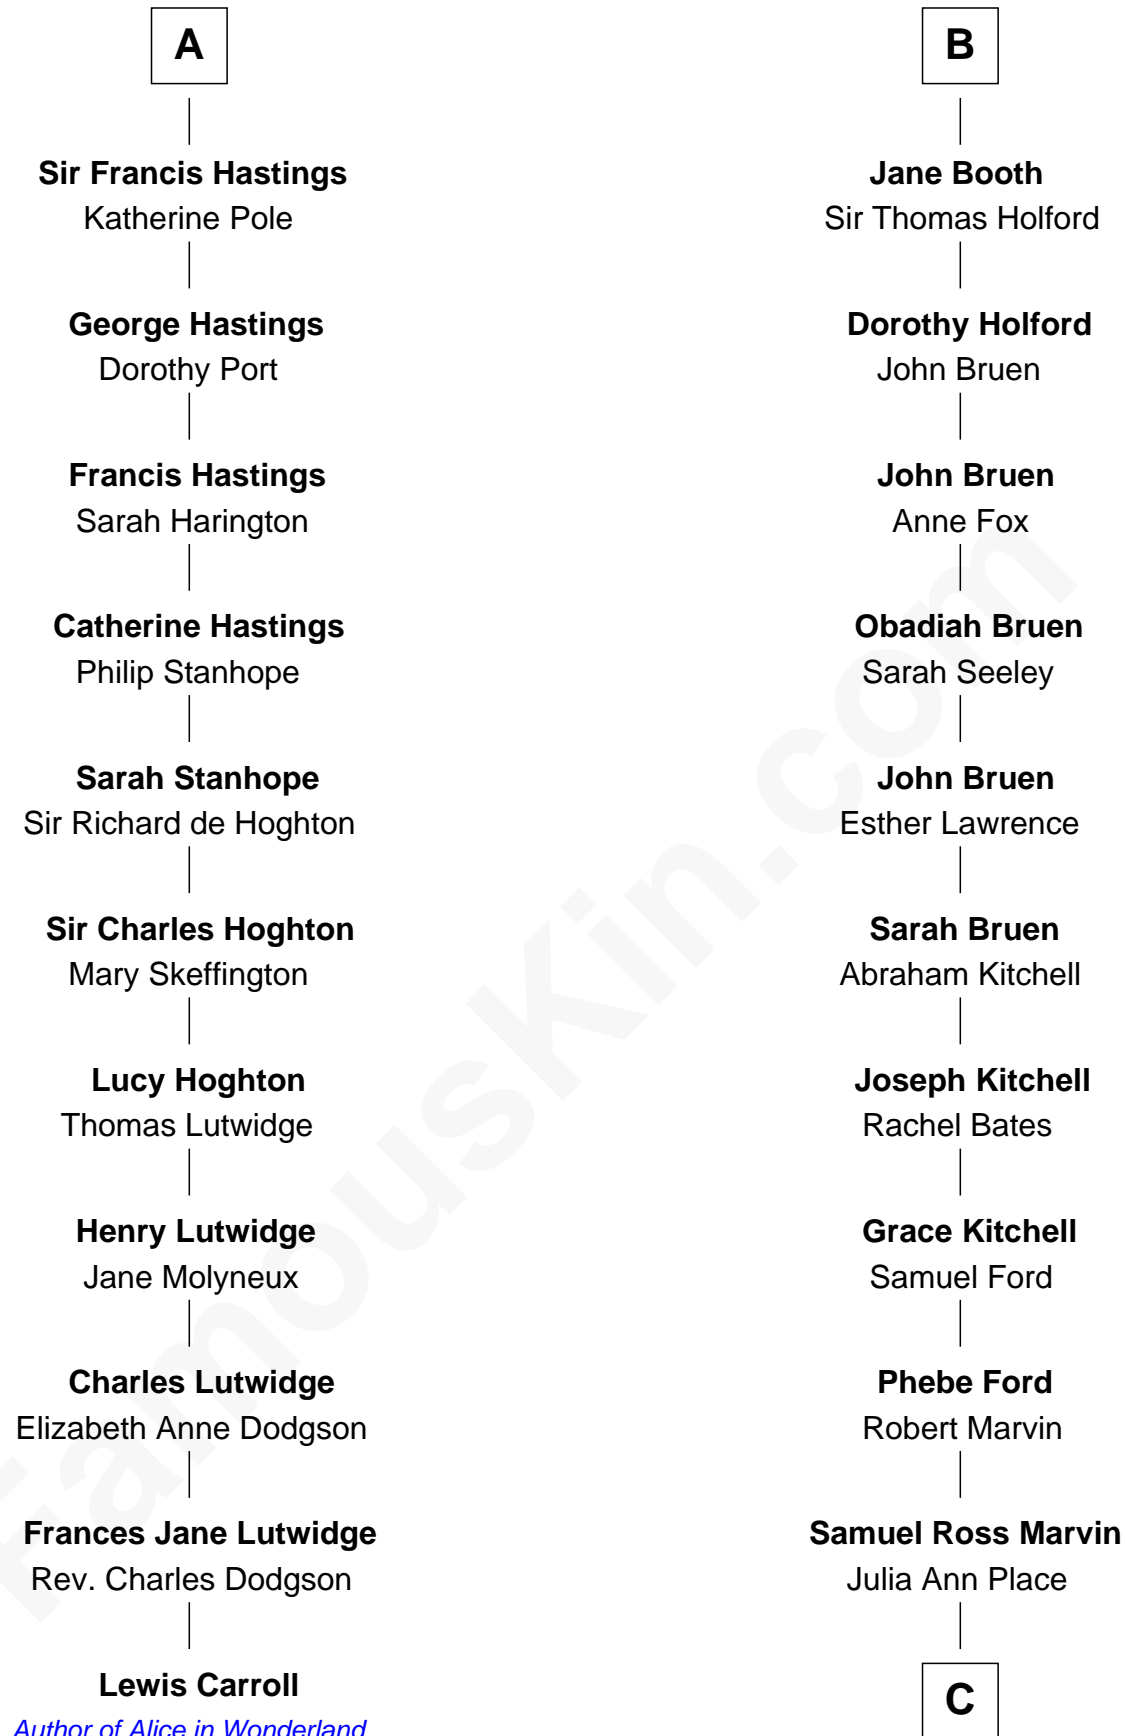 A
Sir Francis Hastings
Katherine Pole
George Hastings
Dorothy Port
Francis Hastings
Sarah Harington
Catherine Hastings
Philip Stanhope
Sarah Stanhope
Sir Richard de Hoghton
Sir Charles Hoghton
Mary Skeffington
Lucy Hoghton
Thomas Lutwidge
Henry Lutwidge
Jane Molyneux
Charles Lutwidge
Elizabeth Anne Dodgson
Frances Jane Lutwidge
Rev. Charles Dodgson
Lewis Carroll
Author of Alice in Wonderland
B
Jane Booth
Sir Thomas Holford
Dorothy Holford
John Bruen
John Bruen
Anne Fox
Obadiah Bruen
Sarah Seeley
John Bruen
Esther Lawrence
Sarah Bruen
Abraham Kitchell
Joseph Kitchell
Rachel Bates
Grace Kitchell
Samuel Ford
Phebe Ford
Robert Marvin
Samuel Ross Marvin
Julia Ann Place
C
FamousKin.com